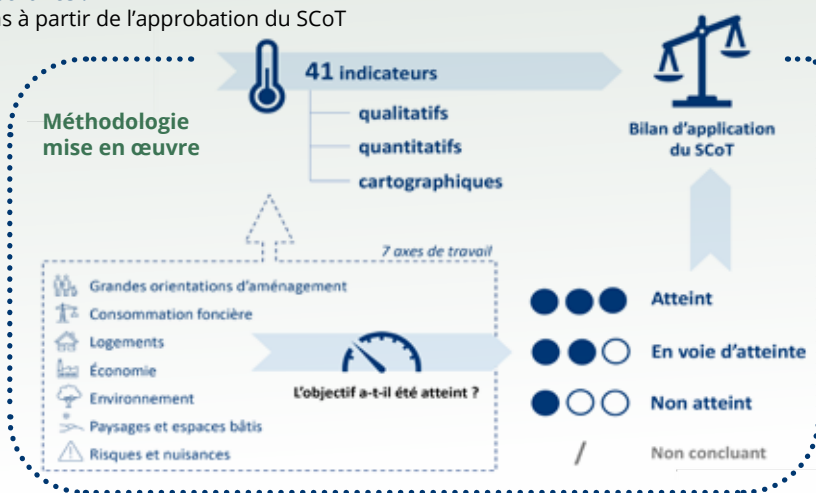 s à partir de l'approbation du SCoT
Méthodologie
mise en œuvre
41 indicateurs
qualitatifs
quantitatifs
cartographiques
Bilan d'application
du SCoT
7 axes de travail
Grandes orientations d'aménagement
Consommation foncière
Logements
Économie
Environnement
Paysages et espaces bâtis
Risques et nuisances
L'objectif a-t-il été atteint ?
Atteint
En voie d'atteinte
Non atteint
/
Non concluant